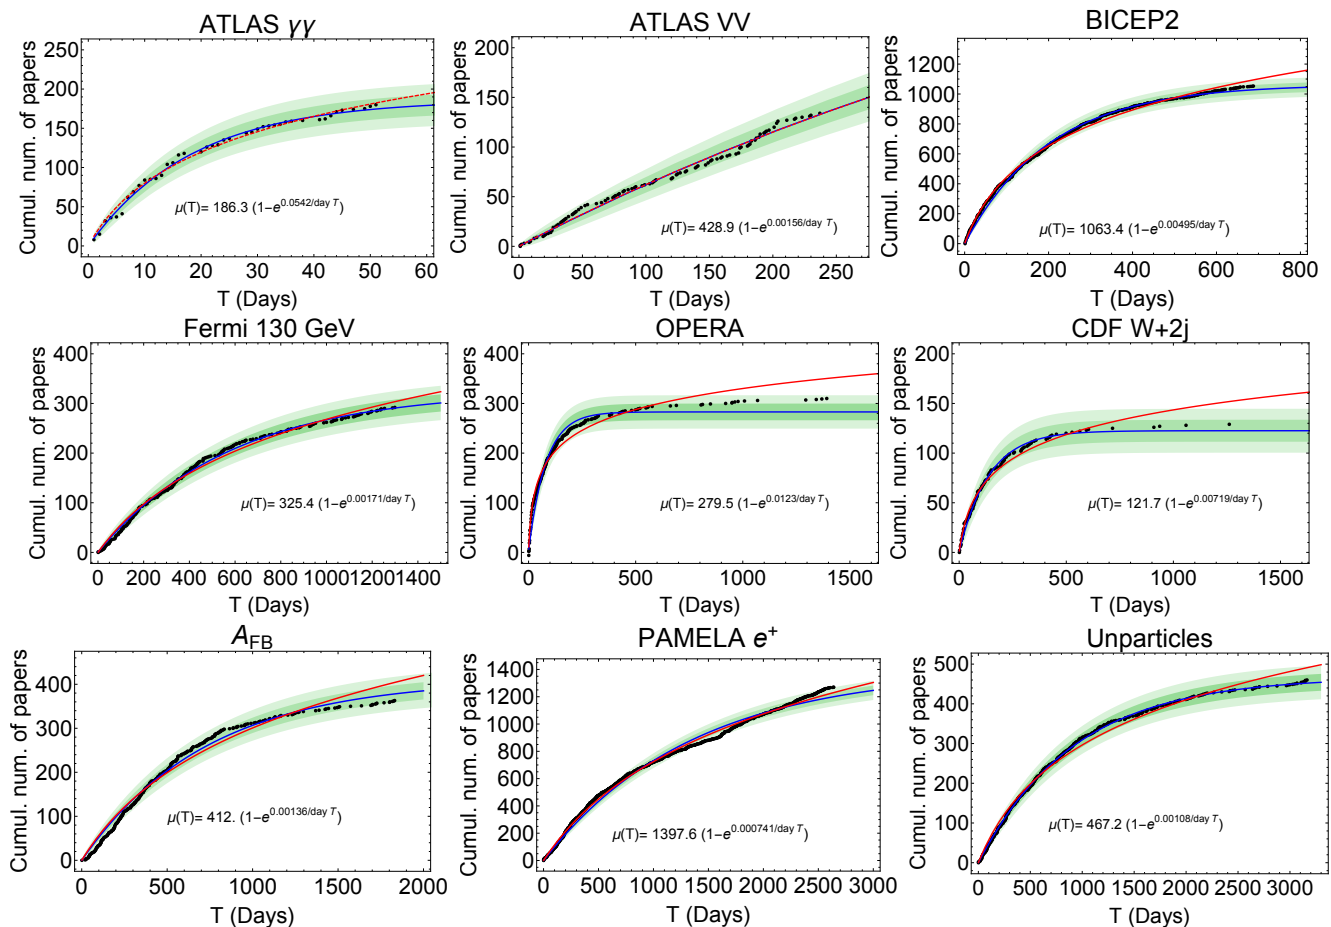 ATLAS γγ
Cumul. num. of papers
250
200
150
100
50
0
μ(T)= 186.3 (1−e^0.0542/day T)
0 10 20 30 40 50 60
T (Days)
ATLAS VV
Cumul. num. of papers
200
150
100
50
0
μ(T)= 428.9 (1−e^0.00156/day T)
0 50 100 150 200 250
T (Days)
BICEP2
Cumul. num. of papers
1200
1000
800
600
400
200
0
μ(T)= 1063.4 (1−e^0.00495/day T)
0 200 400 600 800
T (Days)
Fermi 130 GeV
Cumul. num. of papers
400
300
200
100
0
μ(T)= 325.4 (1−e^0.00171/day T)
0 200 400 600 800 1000 1200 1400
T (Days)
OPERA
Cumul. num. of papers
400
300
200
100
0
μ(T)= 279.5 (1−e^0.0123/day T)
0 500 1000 1500
T (Days)
CDF W+2j
Cumul. num. of papers
200
150
100
50
0
μ(T)= 121.7 (1−e^0.00719/day T)
0 500 1000 1500
T (Days)
A_FB
Cumul. num. of papers
400
300
200
100
0
μ(T)= 412. (1−e^0.00136/day T)
0 500 1000 1500 2000
T (Days)
PAMELA e⁺
Cumul. num. of papers
1400
1200
1000
800
600
400
200
0
μ(T)= 1397.6 (1−e^0.000741/day T)
0 500 1000 1500 2000 2500 3000
T (Days)
Unparticles
Cumul. num. of papers
500
400
300
200
100
0
μ(T)= 467.2 (1−e^0.00108/day T)
0 500 1000 1500 2000 2500 3000
T (Days)